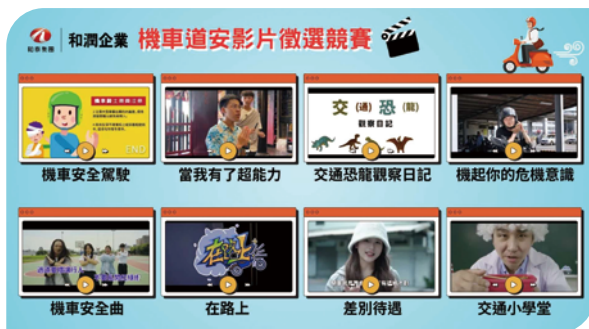 和泰集團
和潤企業
機車道安影片徵選競賽
END
交(通)恐(龍)
觀察日記
機車安全駕駛
當我有了超能力
交通恐龍觀察日記
機起你的危機意識
在路上
機車安全曲
在路上
差別待遇
交通小學堂